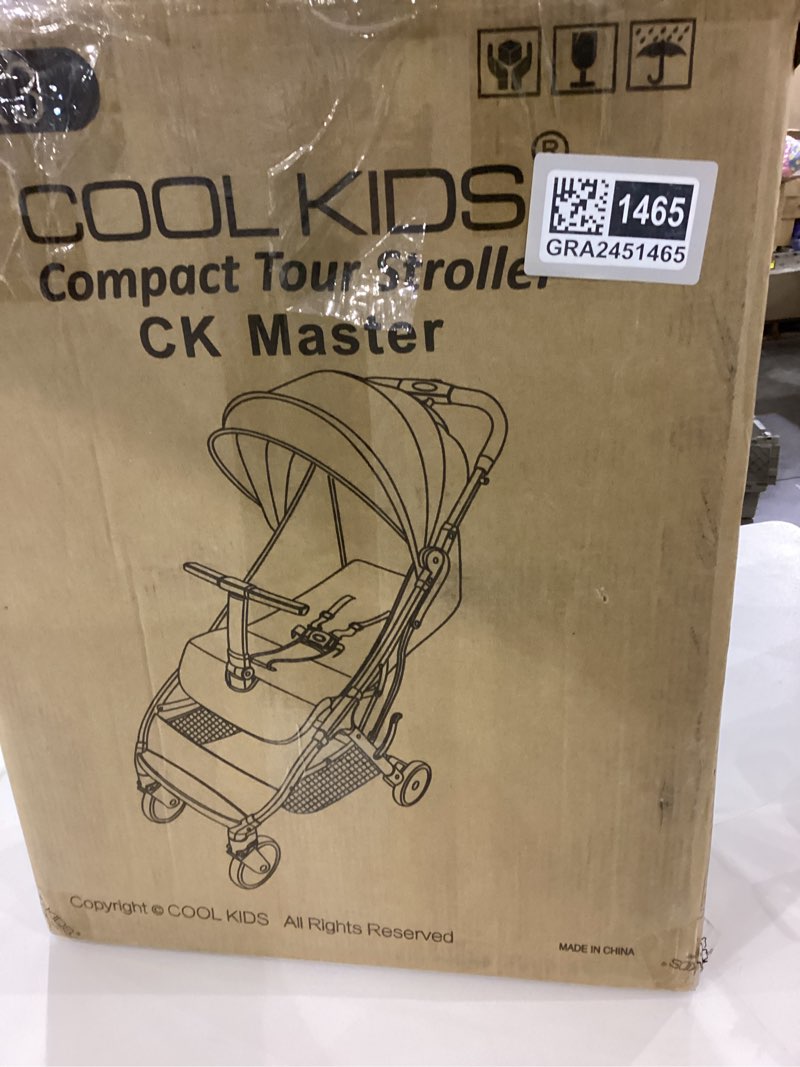 COOL KIDS®
1465
GRA2451465
Compact Tour Stroller
CK Master
Copyright © COOL KIDS All Rights Reserved
MADE IN CHINA